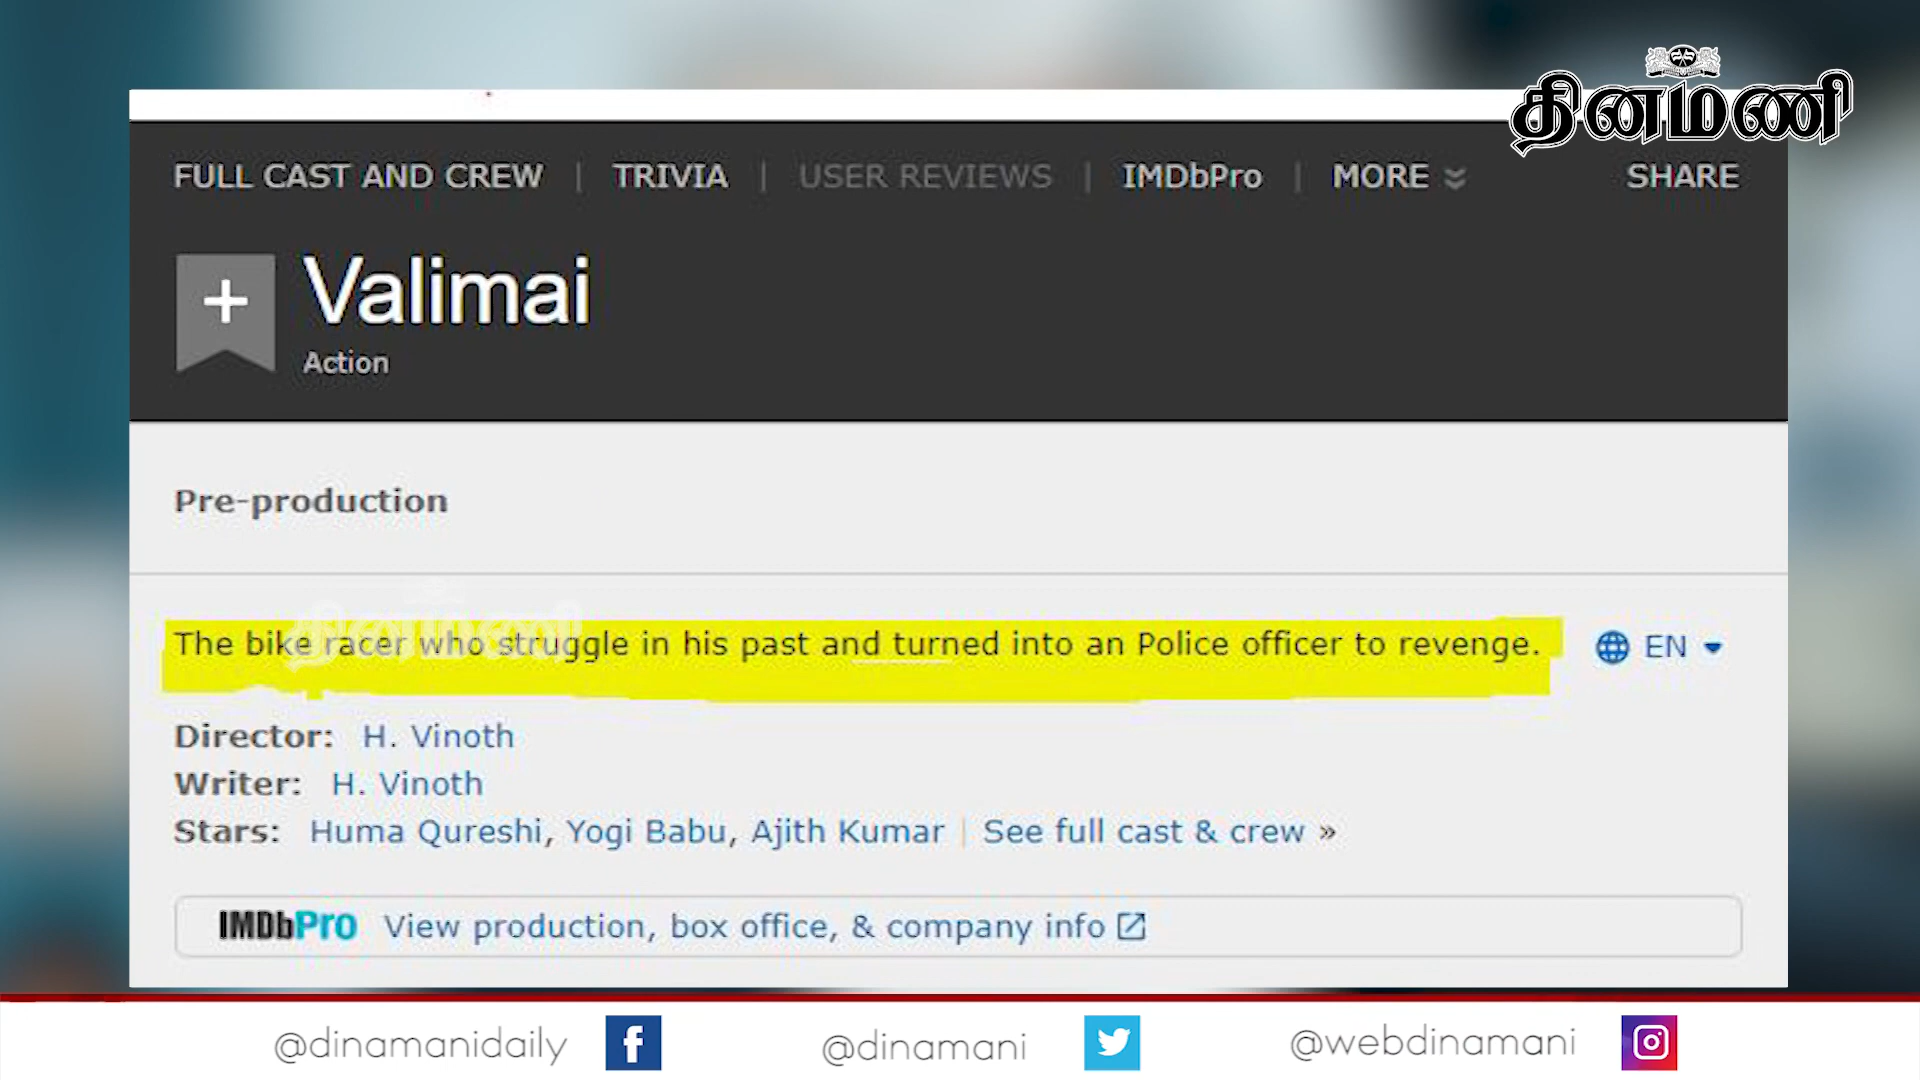 தினமணி
FULL CAST AND CREW | TRIVIA | USER REVIEWS | IMDbPro | MORE SHARE
+ Valimai
Action
Pre-production
தினமணி
The bike racer who struggle in his past and turned into an Police officer to revenge. EN
Director: H. Vinoth
Writer: H. Vinoth
Stars: Huma Qureshi, Yogi Babu, Ajith Kumar | See full cast & crew »
IMDbPro View production, box office, & company info
@dinamanidaily @dinamani @webdinamani